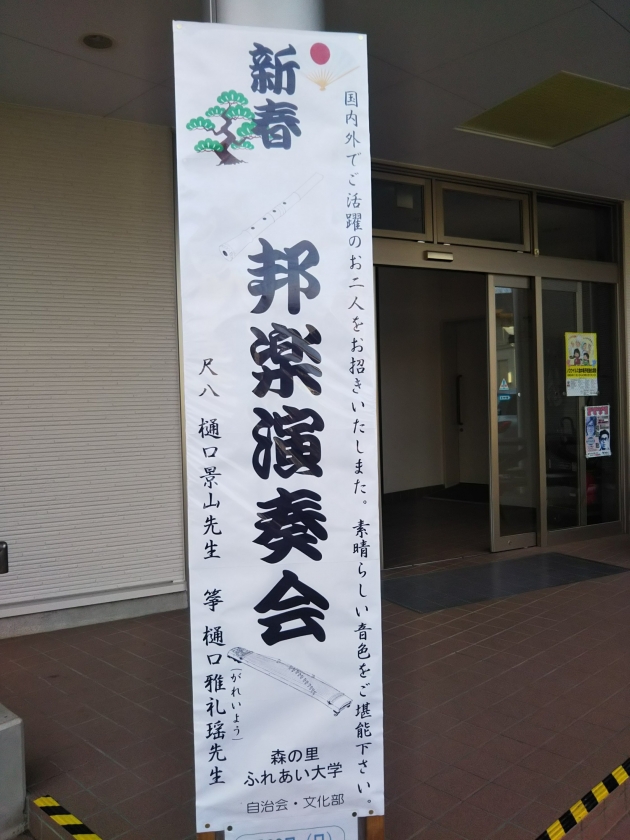 新春
国内外でご活躍のお二人をお招きいたしました。素晴らしい音色をご堪能下さい。
邦楽演奏会
尺八 樋口景山先生 箏 樋口雅礼瑶先生
(がれいよう)
森の里
ふれあい大学
自治会・文化部